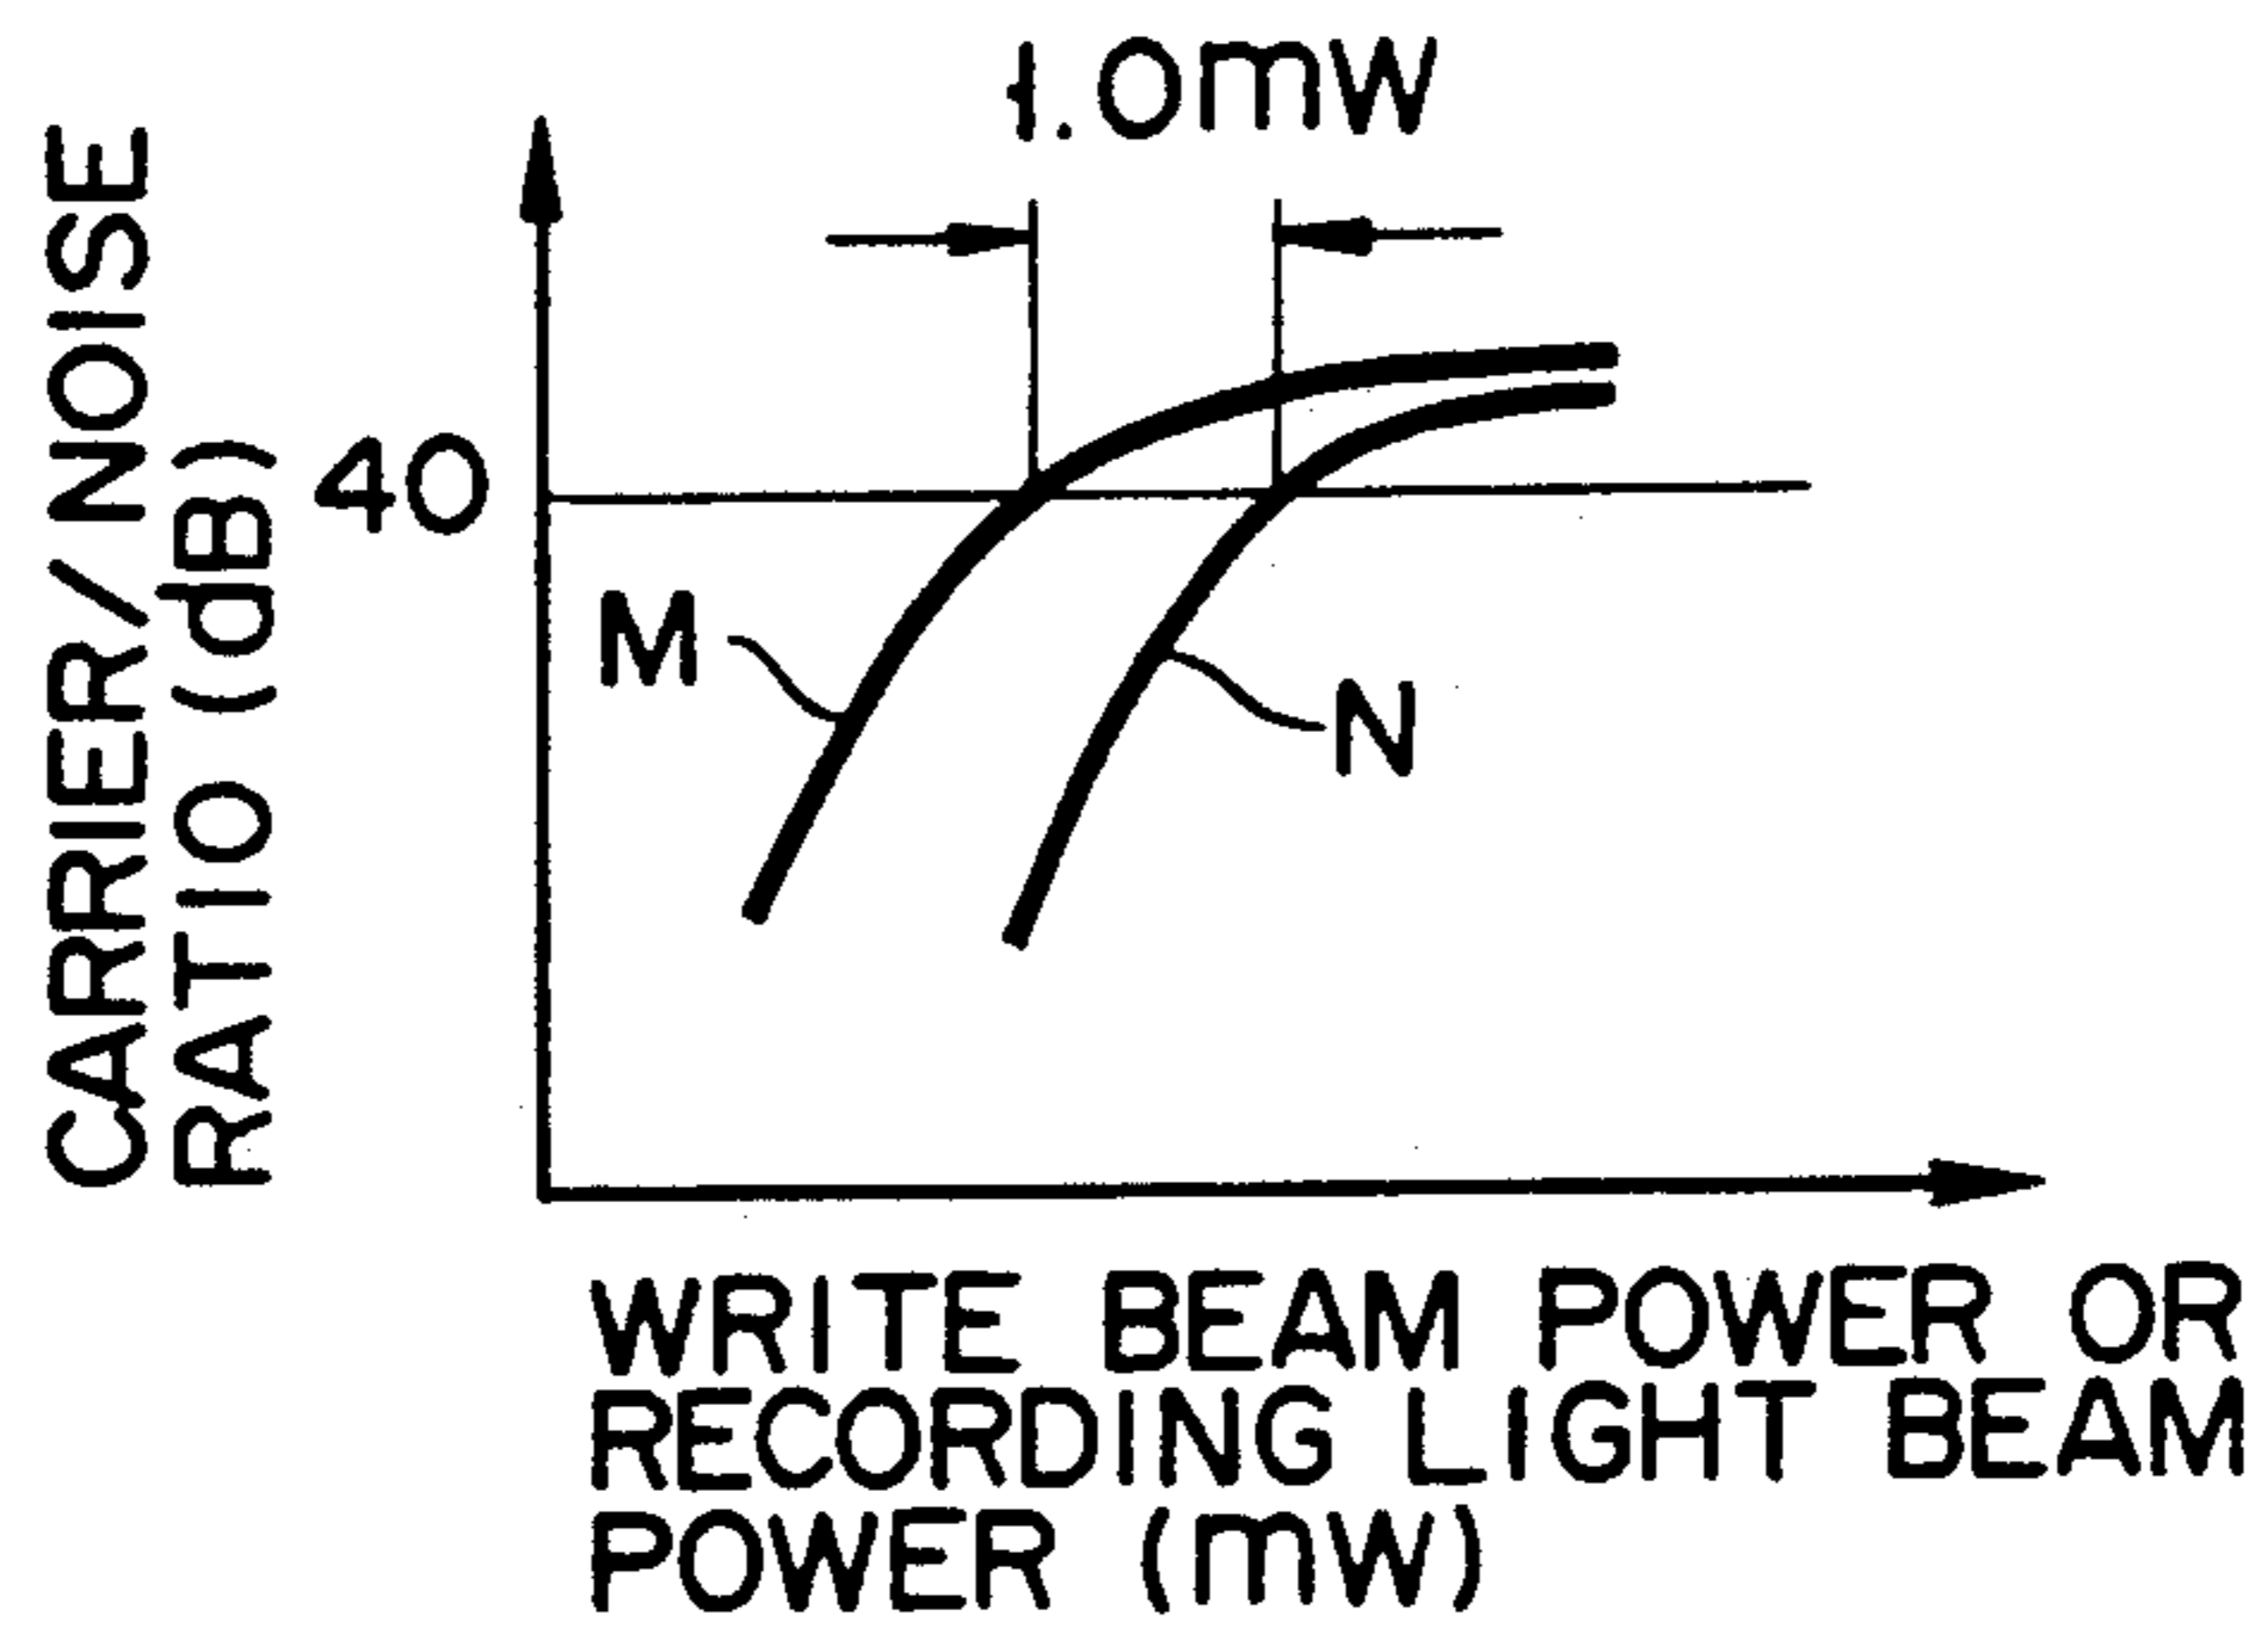 1.0mW
CARRIER/NOISE
RATIO (dB)
40
M
N
WRITE BEAM POWER OR
RECORDING LIGHT BEAM
POWER (mW)